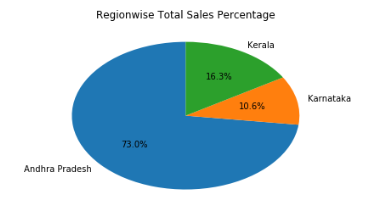 Regionwise Total Sales Percentage
Kerala
16.3%
Karnataka
10.6%
73.0%
Andhra Pradesh